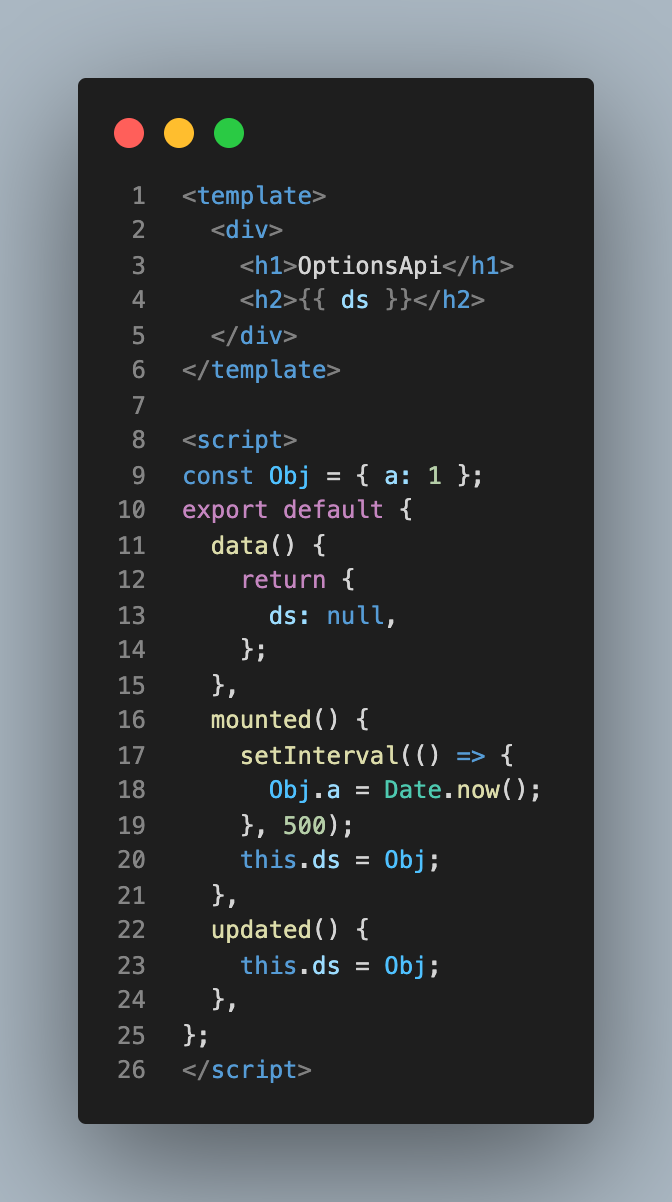 1 <template>
2   <div>
3     <h1>OptionsApi</h1>
4     <h2>{{ ds }}</h2>
5   </div>
6 </template>
7
8 <script>
9 const Obj = { a: 1 };
10 export default {
11   data() {
12     return {
13       ds: null,
14     };
15   },
16   mounted() {
17     setInterval(() => {
18       Obj.a = Date.now();
19     }, 500);
20     this.ds = Obj;
21   },
22   updated() {
23     this.ds = Obj;
24   },
25 };
26 </script>